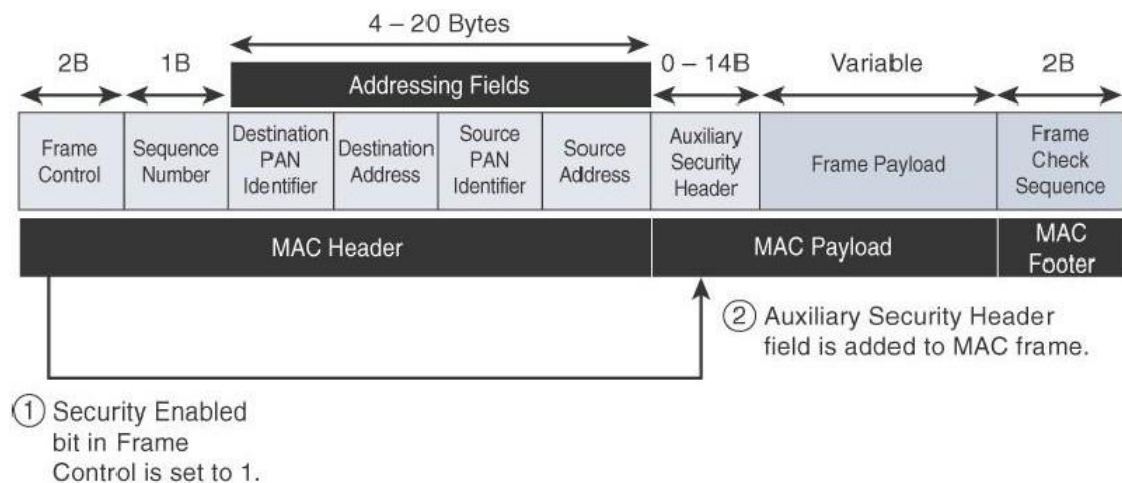 4 – 20 Bytes
2B 1B 0 – 14B Variable 2B
Addressing Fields
Frame Control
Sequence Number
Destination PAN Identifier
Destination Address
Source PAN Identifier
Source Address
Auxiliary Security Header
Frame Payload
Frame Check Sequence
MAC Header
MAC Payload
MAC Footer
② Auxiliary Security Header
field is added to MAC frame.
① Security Enabled
bit in Frame
Control is set to 1.